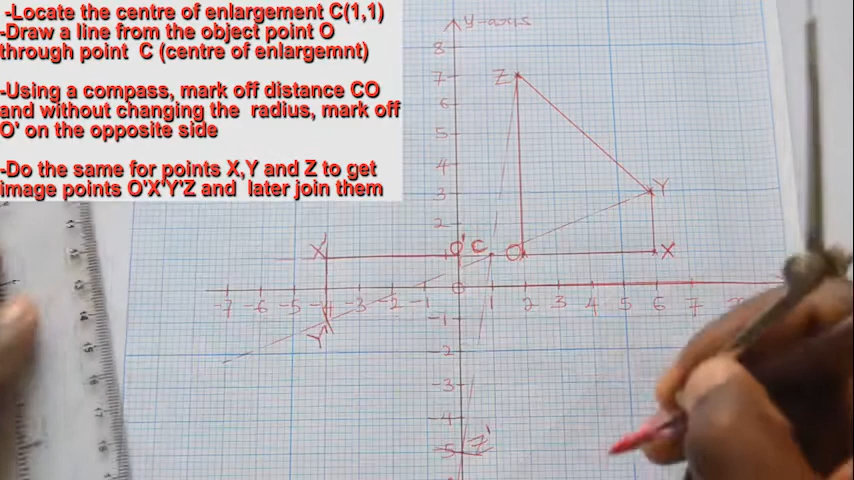 -Locate the centre of enlargement C(1,1)
-Draw a line from the object point O
through point C (centre of enlargemnt)
-Using a compass, mark off distance CO
and without changing the radius, mark off
O' on the opposite side
-Do the same for points X,Y and Z to get
image points O'X'Y'Z and later join them
y-axis
8
Z 7
6
5
4
3 Y
2
X' O' C O X
-7 -6 -5 -4 -3 -2 -1 0 1 2 3 4 5 6 7
-1
Y'
-2
-3
-4
-5 Z'